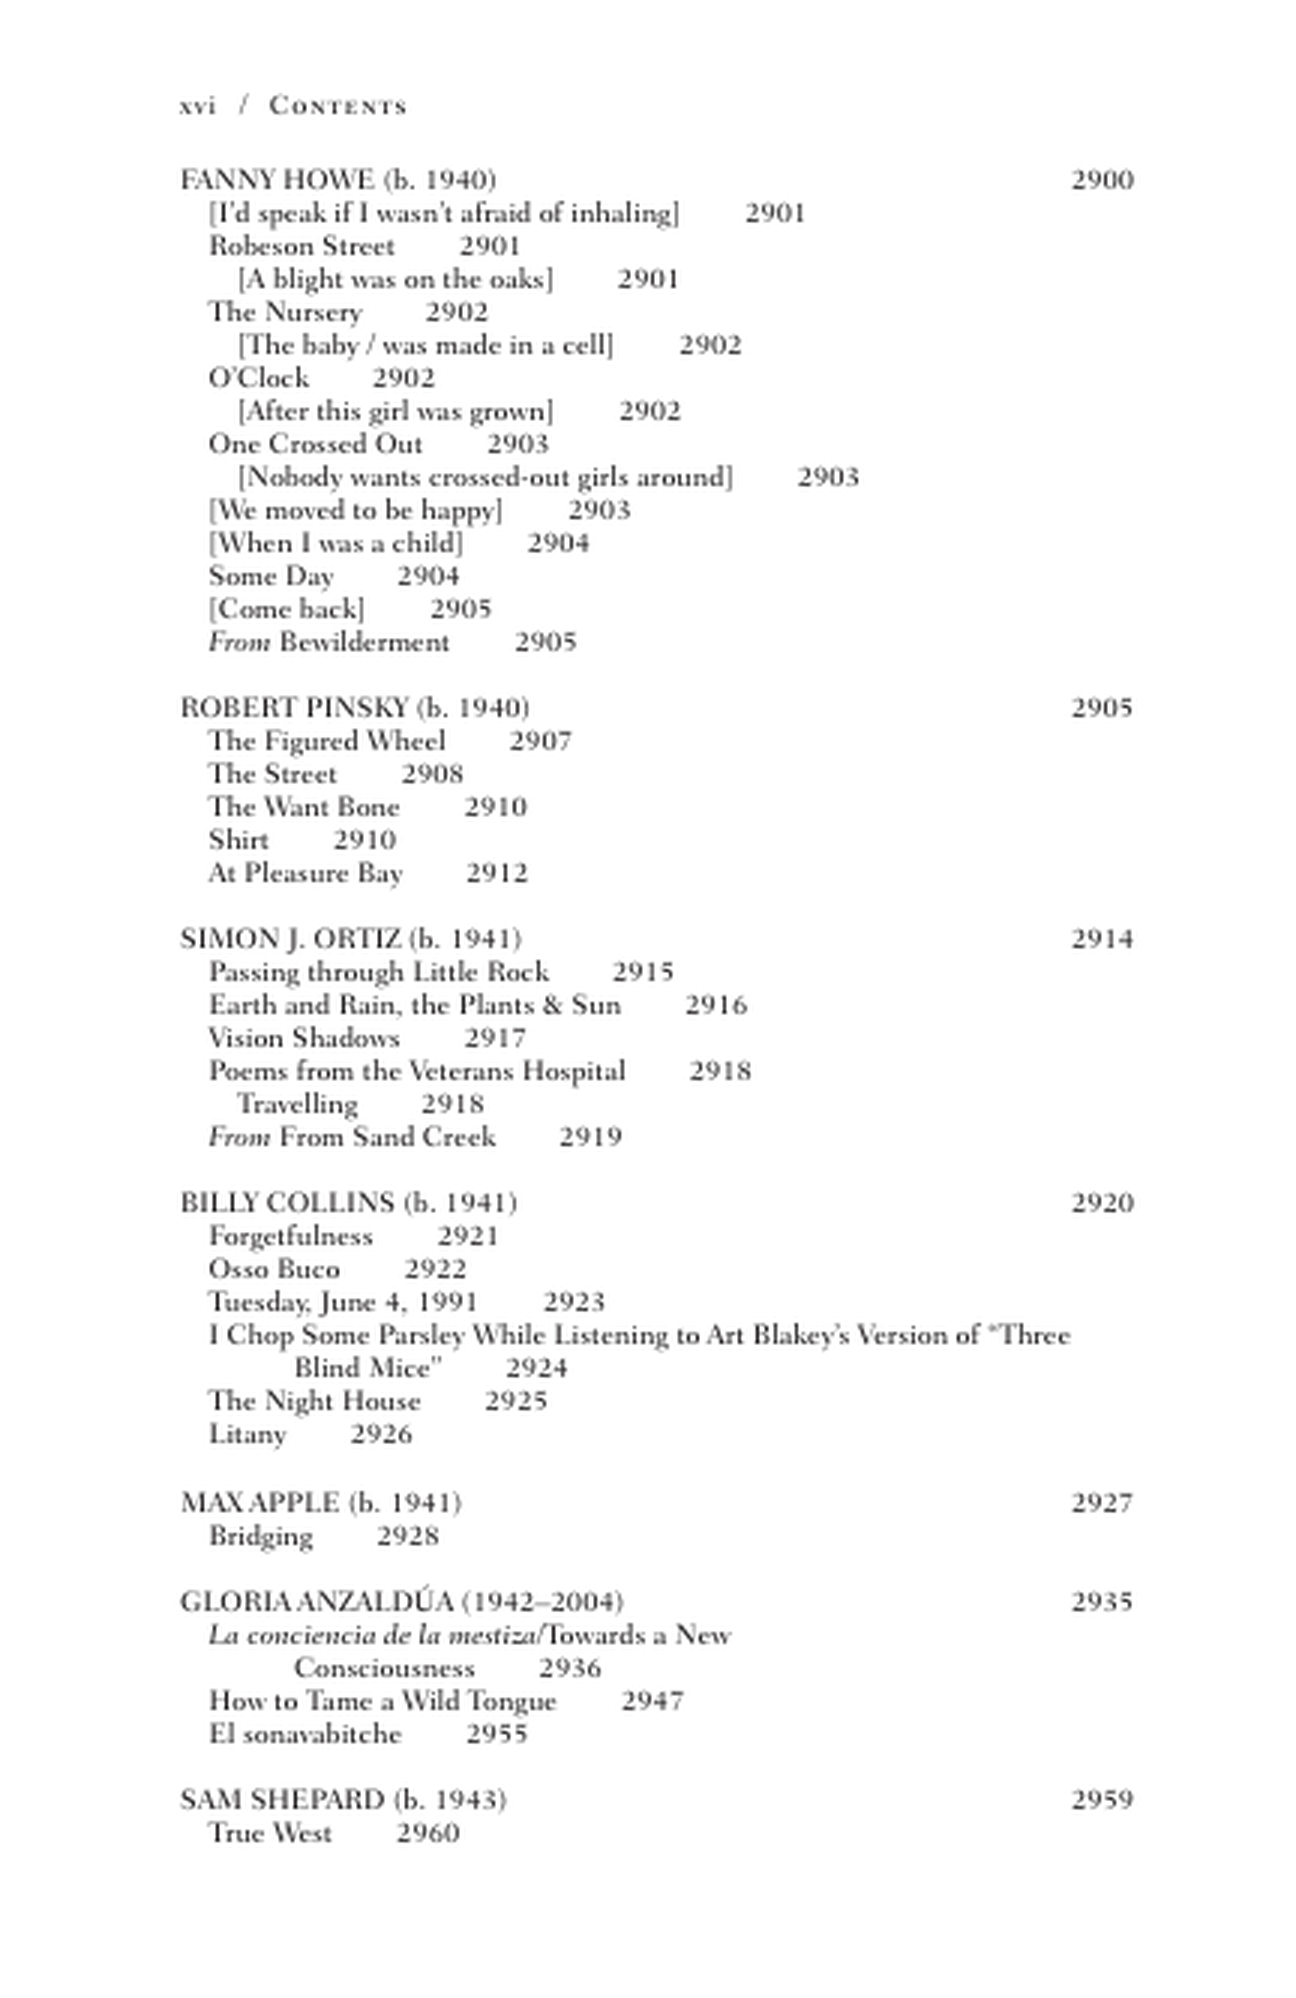 xvi / CONTENTS
FANNY HOWE (b. 1940) 2900
[I'd speak if I wasn't afraid of inhaling] 2901
Robeson Street 2901
[A blight was on the oaks] 2901
The Nursery 2902
[The baby / was made in a cell] 2902
O'Clock 2902
[After this girl was grown] 2902
One Crossed Out 2903
[Nobody wants crossed-out girls around] 2903
[We moved to be happy] 2903
[When I was a child] 2904
Some Day 2904
[Come back] 2905
From Bewilderment 2905
ROBERT PINSKY (b. 1940) 2905
The Figured Wheel 2907
The Street 2908
The Want Bone 2910
Shirt 2910
At Pleasure Bay 2912
SIMON J. ORTIZ (b. 1941) 2914
Passing through Little Rock 2915
Earth and Rain, the Plants & Sun 2916
Vision Shadows 2917
Poems from the Veterans Hospital 2918
Travelling 2918
From From Sand Creek 2919
BILLY COLLINS (b. 1941) 2920
Forgetfulness 2921
Osso Buco 2922
Tuesday, June 4, 1991 2923
I Chop Some Parsley While Listening to Art Blakey's Version of "Three
Blind Mice" 2924
The Night House 2925
Litany 2926
MAX APPLE (b. 1941) 2927
Bridging 2928
GLORIA ANZALDÚA (1942–2004) 2935
La conciencia de la mestiza/Towards a New
Consciousness 2936
How to Tame a Wild Tongue 2947
El sonavabitche 2955
SAM SHEPARD (b. 1943) 2959
True West 2960